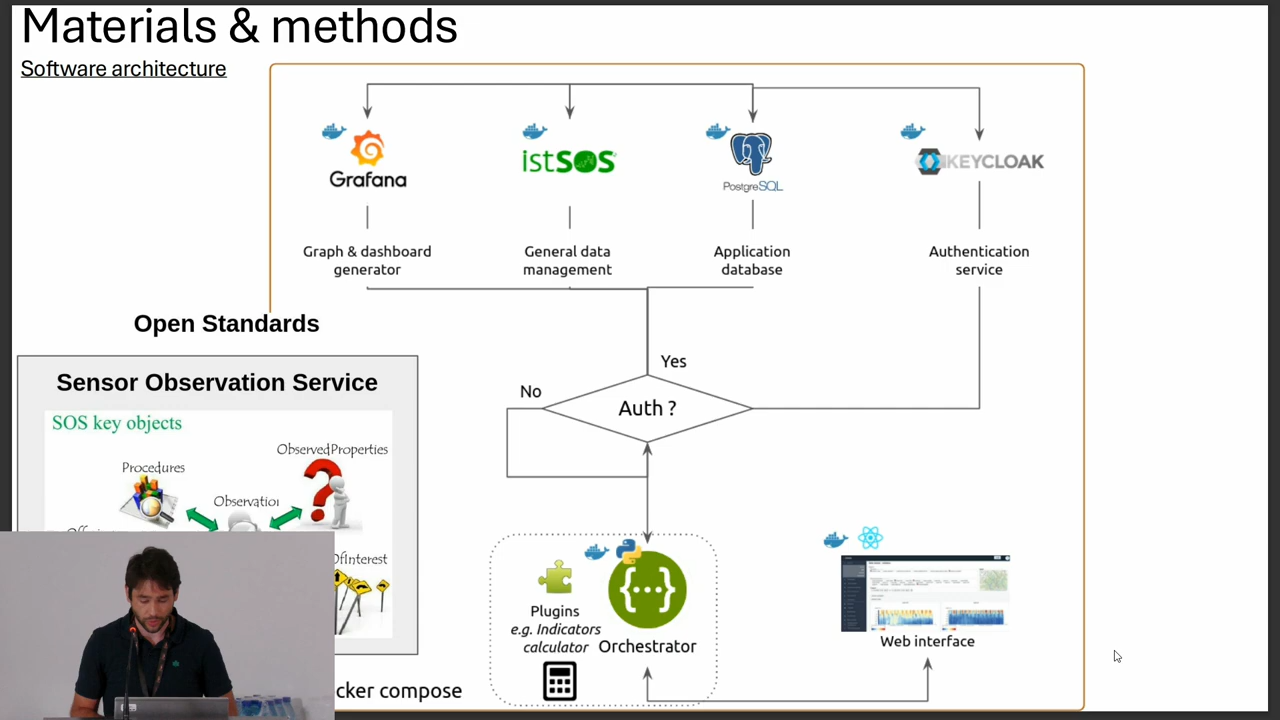 Materials & methods
Software architecture
Grafana
istSOS
PostgreSQL
KEYCLOAK
Graph & dashboard
generator
General data
management
Application
database
Authentication
service
Open Standards
Sensor Observation Service
SOS key objects
Procedures
ObservedProperties
Observation
OfInterest
Yes
No
Auth ?
Plugins
e.g. Indicators
calculator
Orchestrator
Web interface
cker compose